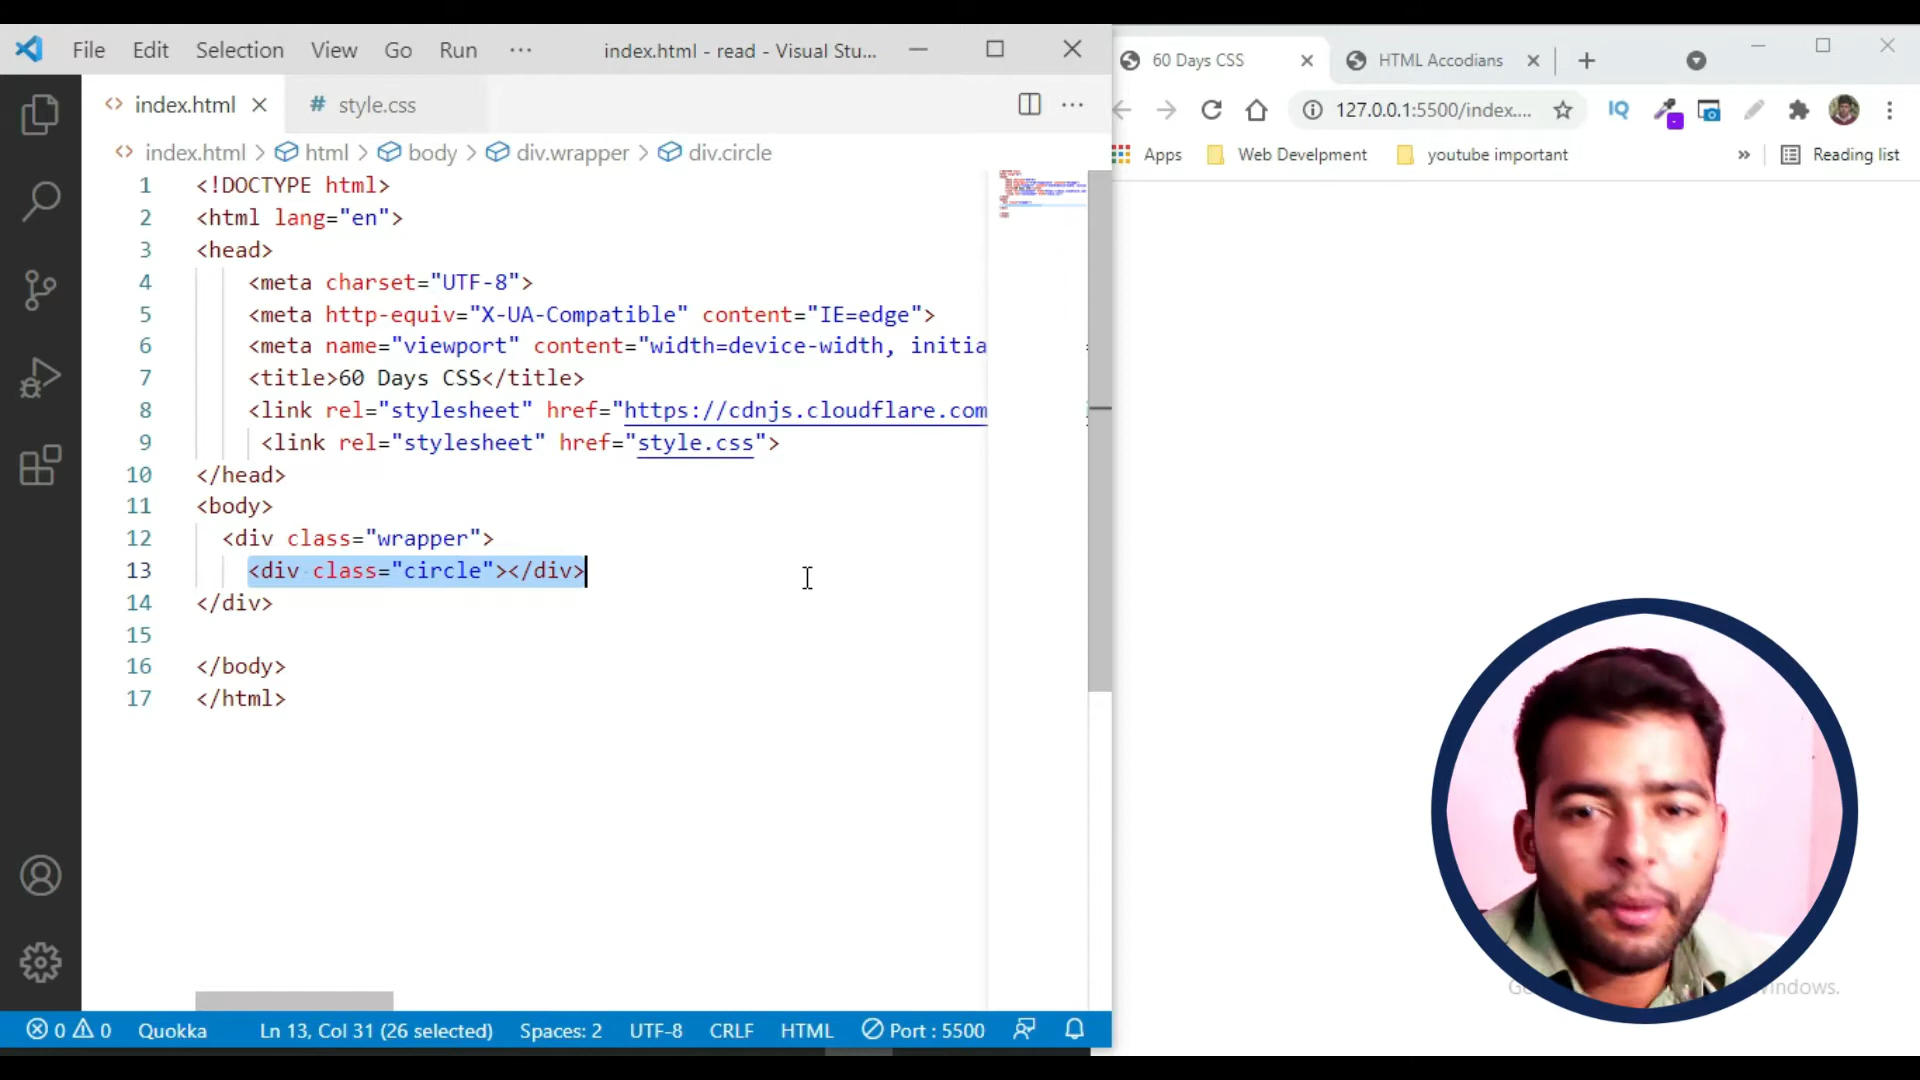 File Edit Selection View Go Run ··· index.html - read - Visual Stu...
index.html style.css
index.html > html > body > div.wrapper > div.circle
1 <!DOCTYPE html>
2 <html lang="en">
3 <head>
4 <meta charset="UTF-8">
5 <meta http-equiv="X-UA-Compatible" content="IE=edge">
6 <meta name="viewport" content="width=device-width, initia
7 <title>60 Days CSS</title>
8 <link rel="stylesheet" href="https://cdnjs.cloudflare.com
9 <link rel="stylesheet" href="style.css">
10 </head>
11 <body>
12 <div class="wrapper">
13 <div class="circle"></div>
14 </div>
15
16 </body>
17 </html>
0 0 Quokka Ln 13, Col 31 (26 selected) Spaces: 2 UTF-8 CRLF HTML Port : 5500
60 Days CSS HTML Accodians
127.0.0.1:5500/index.... IQ
Apps Web Develpment youtube important » Reading list